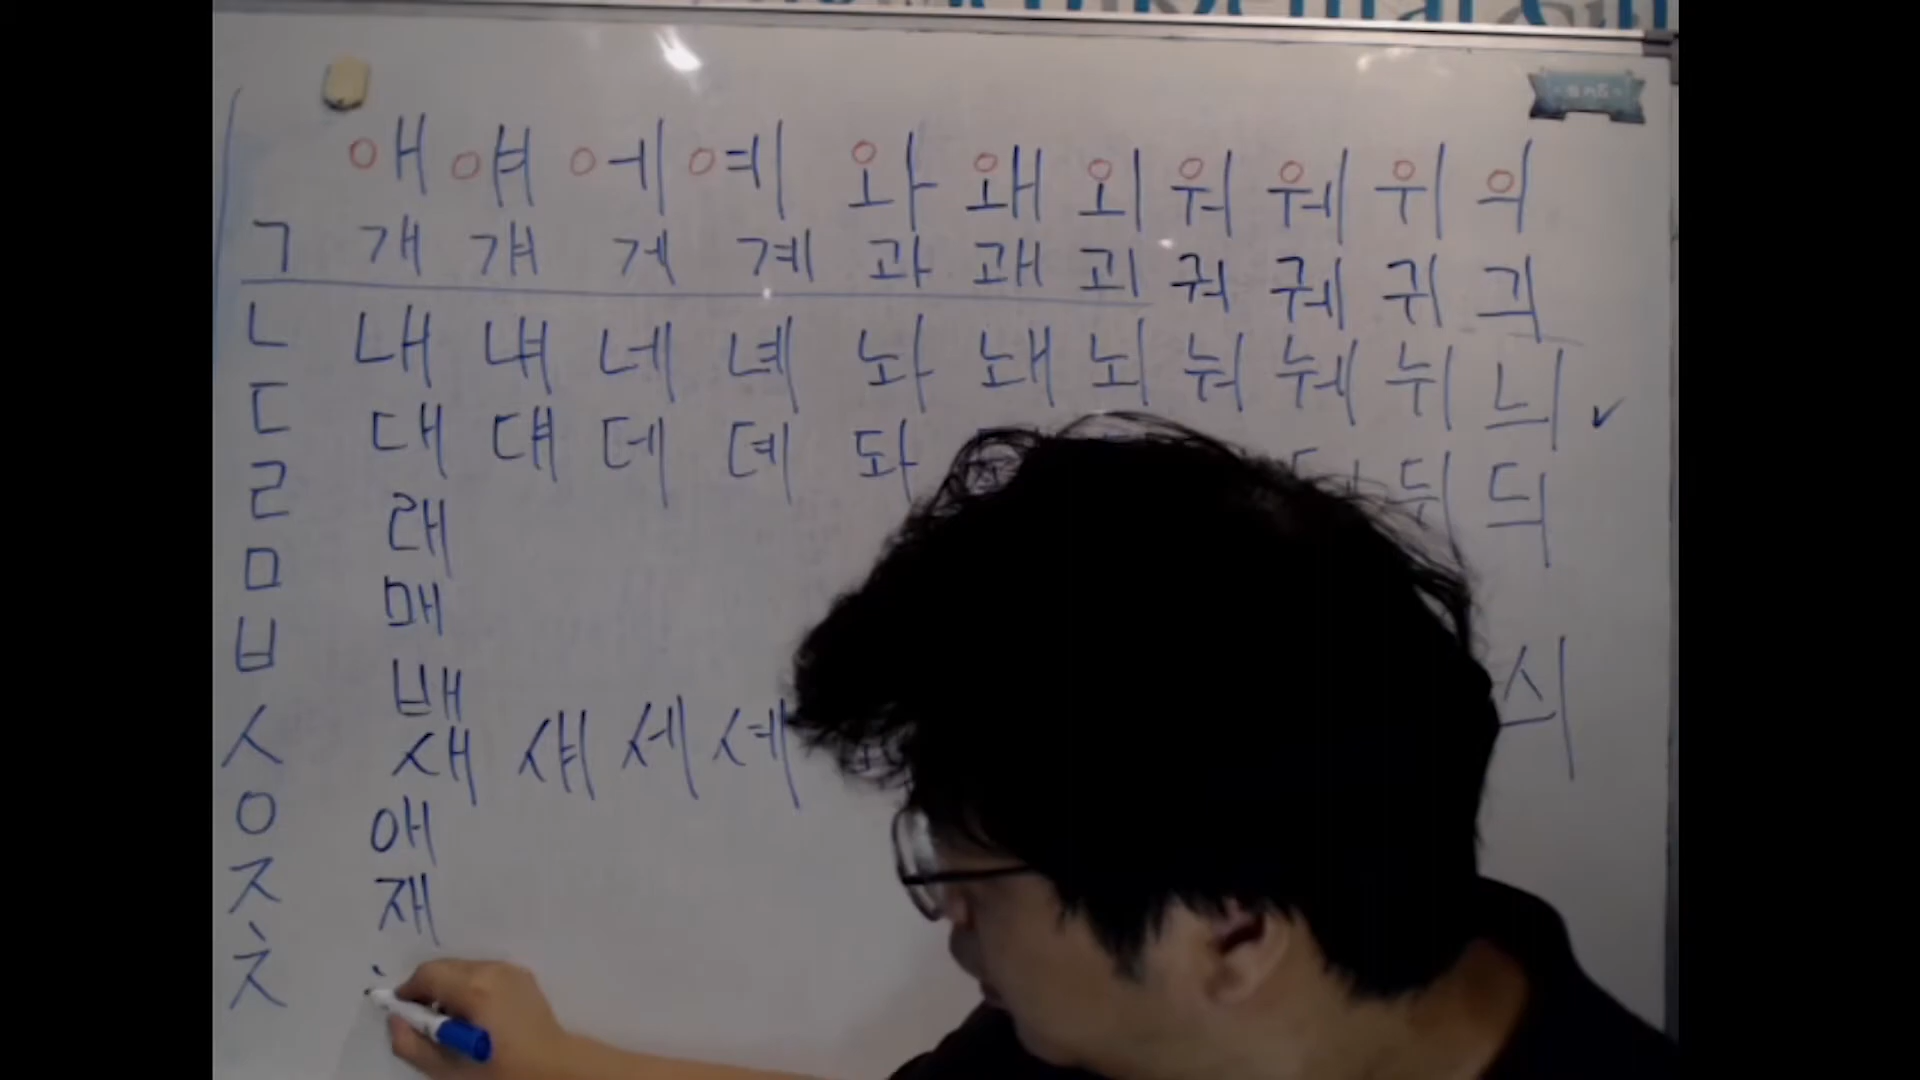 애 얘 에 예 와 왜 외 워 웨 위 의
ㄱ 개 걔 게 계 과 괘 괴 궈 궤 귀 긔
ㄴ 내 냬 네 녜 놔 놰 뇌 눠 눼 뉘 늬 ✓
ㄷ 대 댸 데 뎨 돠 뒤 듸
ㄹ 래
ㅁ 매
ㅂ 배
ㅅ 새 섀 세 셰 싀
ㅇ 애
ㅈ 재
ㅊ